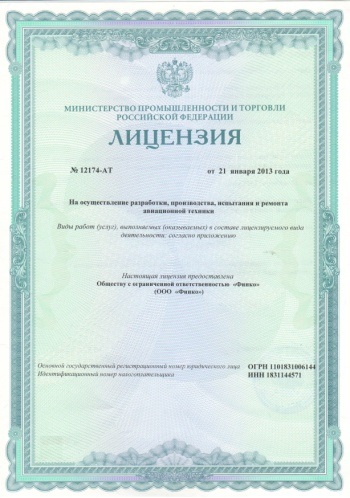 МИНИСТЕРСТВО ПРОМЫШЛЕННОСТИ И ТОРГОВЛИ
РОССИЙСКОЙ ФЕДЕРАЦИИ
ЛИЦЕНЗИЯ
№ 12174-АТ от 21 января 2013 года
На осуществление разработки, производства, испытания и ремонта
авиационной техники
Виды работ (услуг), выполняемых (оказываемых) в составе лицензируемого вида
деятельности: согласно приложению
Настоящая лицензия предоставлена
Обществу с ограниченной ответственностью «Финко»
(ООО «Финко»)
Основной государственный регистрационный номер юридического лица ОГРН 1101831006144
Идентификационный номер налогоплательщика ИНН 1831144571